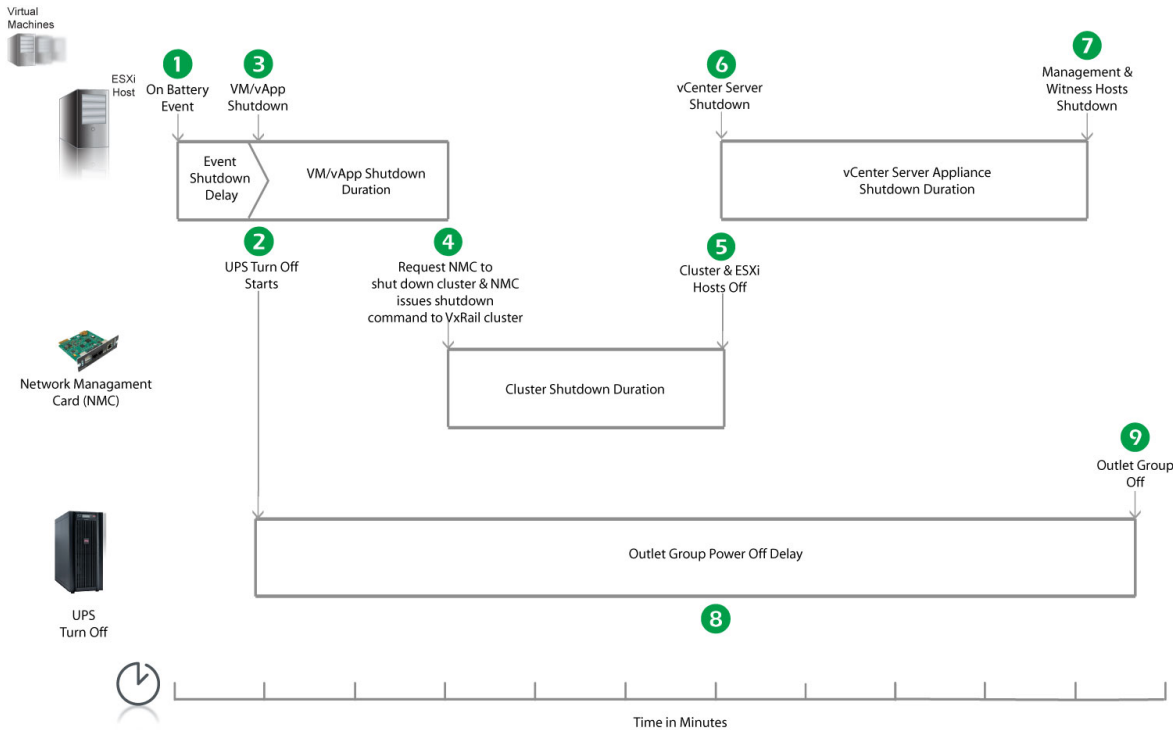 Virtual
Machines
ESXi
Host
1
On Battery
Event
3
VM/vApp
Shutdown
6
vCenter Server
Shutdown
7
Management &
Witness Hosts
Shutdown
Event
Shutdown
Delay
VM/vApp Shutdown
Duration
vCenter Server Appliance
Shutdown Duration
2
UPS Turn Off
Starts
4
Request NMC to
shut down cluster & NMC
issues shutdown
command to VxRail cluster
5
Cluster & ESXi
Hosts Off
Network Managament
Card (NMC)
Cluster Shutdown Duration
9
Outlet Group
Off
Outlet Group Power Off Delay
8
UPS
Turn Off
Time in Minutes